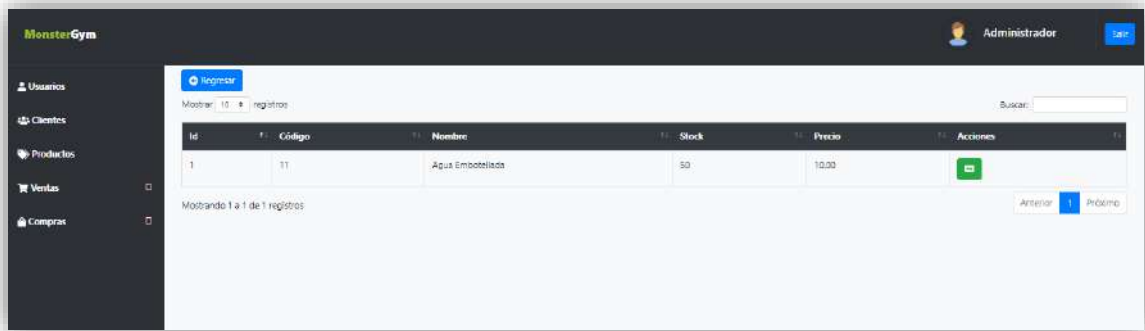 MonsterGym
Administrador
Salir
Usuarios
Clientes
Productos
Ventas
Compras
Regresar
Mostrar 10 registros
Buscar:
Id Código Nombre Stock Precio Acciones
1 11 Agua Embotellada 50 10.00
Mostrando 1 a 1 de 1 registros
Anterior 1 Próximo